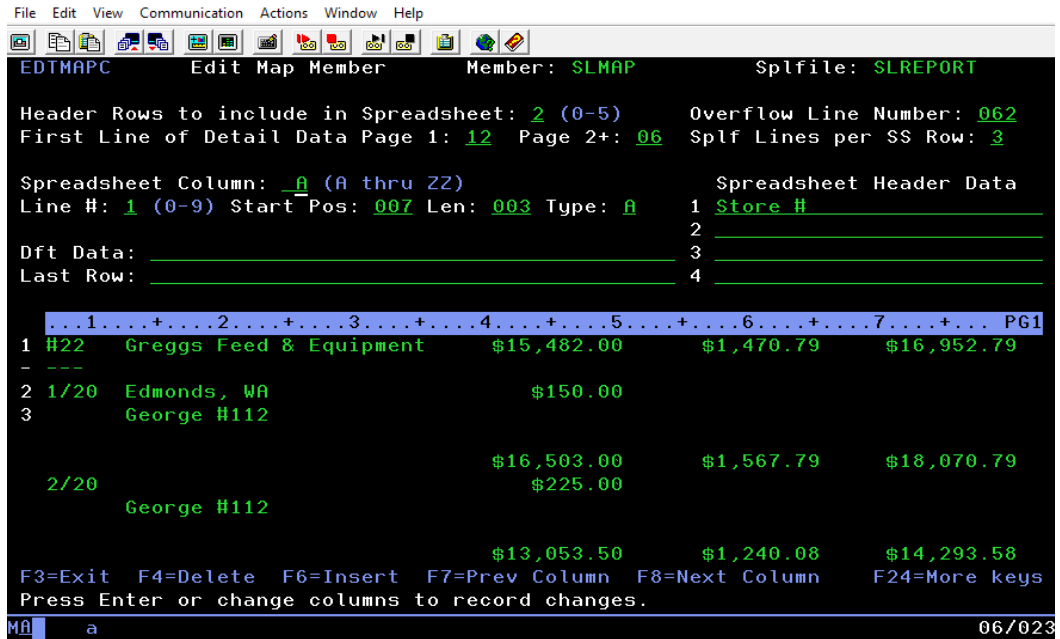 File Edit View Communication Actions Window Help
EDTMAPC Edit Map Member Member: SLMAP Splfile: SLREPORT
Header Rows to include in Spreadsheet: 2 (0-5) Overflow Line Number: 062
First Line of Detail Data Page 1: 12 Page 2+: 06 Splf Lines per SS Row: 3
Spreadsheet Column: _A (A thru ZZ) Spreadsheet Header Data
Line #: 1 (0-9) Start Pos: 007 Len: 003 Type: A 1 Store #
2
Dft Data: 3
Last Row: 4
...1....+....2....+....3....+....4....+....5....+....6....+....7....+... PG1
1 #22 Greggs Feed & Equipment $15,482.00 $1,470.79 $16,952.79
- ---
2 1/20 Edmonds, WA $150.00
3 George #112
$16,503.00 $1,567.79 $18,070.79
2/20 $225.00
George #112
$13,053.50 $1,240.08 $14,293.58
F3=Exit F4=Delete F6=Insert F7=Prev Column F8=Next Column F24=More keys
Press Enter or change columns to record changes.
MA a 06/023